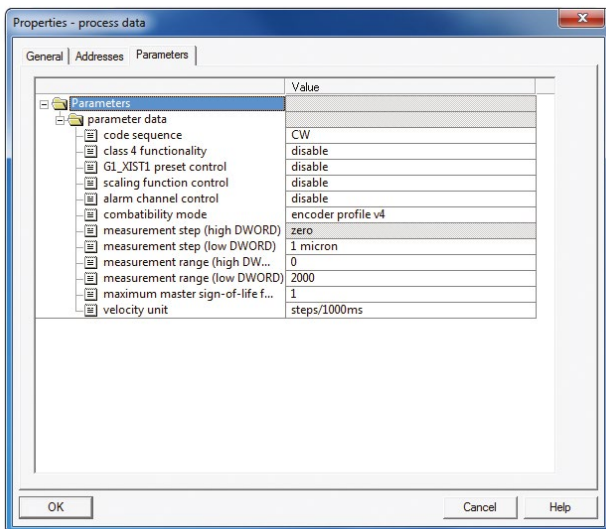 Properties - process data
General Addresses Parameters
Value
Parameters
parameter data
code sequence CW
class 4 functionality disable
G1_XIST1 preset control disable
scaling function control disable
alarm channel control disable
combatibility mode encoder profile v4
measurement step (high DWORD) zero
measurement step (low DWORD) 1 micron
measurement range (high DW... 0
measurement range (low DWORD) 2000
maximum master sign-of-life f... 1
velocity unit steps/1000ms
OK Cancel Help